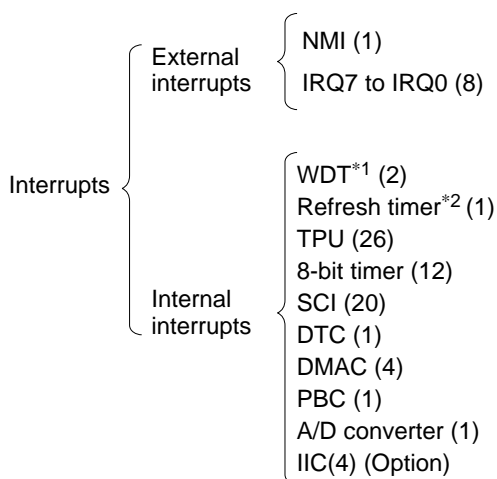 Interrupts
External
interrupts
NMI (1)
IRQ7 to IRQ0 (8)
Internal
interrupts
WDT*1 (2)
Refresh timer*2 (1)
TPU (26)
8-bit timer (12)
SCI (20)
DTC (1)
DMAC (4)
PBC (1)
A/D converter (1)
IIC(4) (Option)